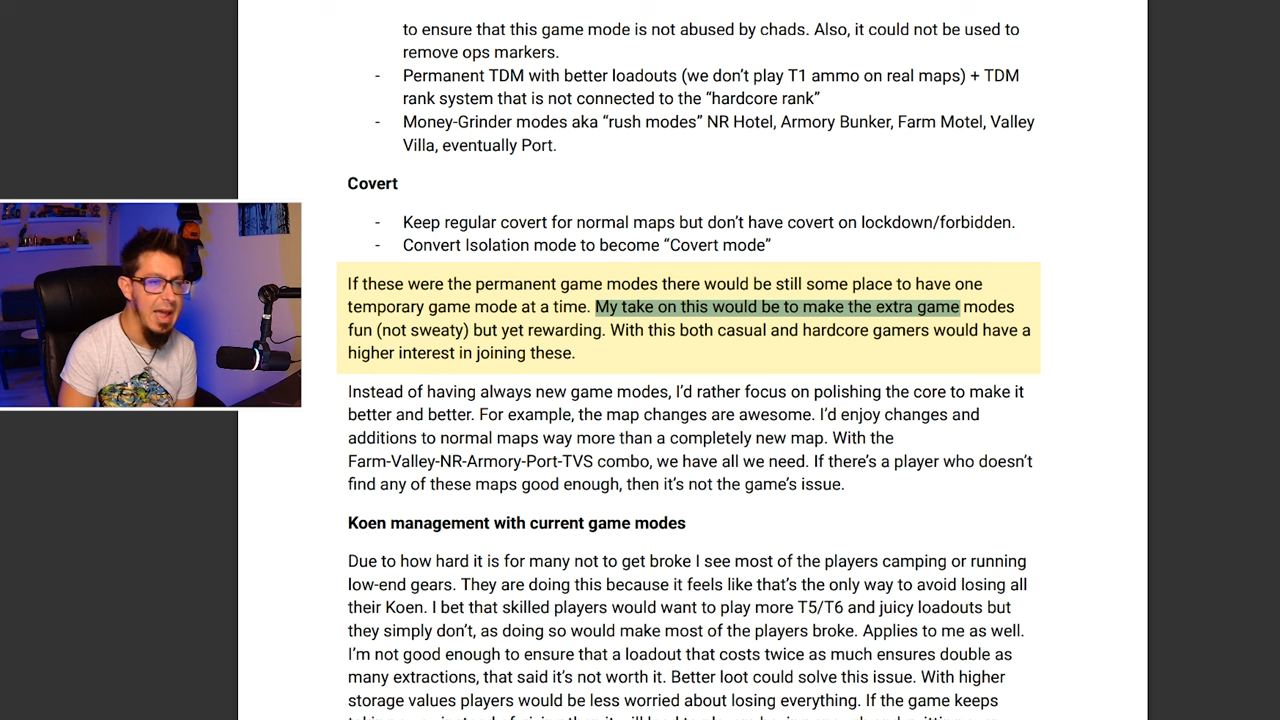 to ensure that this game mode is not abused by chads. Also, it could not be used to
remove ops markers.
- Permanent TDM with better loadouts (we don't play T1 ammo on real maps) + TDM
rank system that is not connected to the “hardcore rank”
- Money-Grinder modes aka “rush modes” NR Hotel, Armory Bunker, Farm Motel, Valley
Villa, eventually Port.
Covert
- Keep regular covert for normal maps but don't have covert on lockdown/forbidden.
- Convert Isolation mode to become “Covert mode”
If these were the permanent game modes there would be still some place to have one
temporary game mode at a time. My take on this would be to make the extra game modes
fun (not sweaty) but yet rewarding. With this both casual and hardcore gamers would have a
higher interest in joining these.
Instead of having always new game modes, I'd rather focus on polishing the core to make it
better and better. For example, the map changes are awesome. I'd enjoy changes and
additions to normal maps way more than a completely new map. With the
Farm-Valley-NR-Armory-Port-TVS combo, we have all we need. If there's a player who doesn't
find any of these maps good enough, then it's not the game's issue.
Koen management with current game modes
Due to how hard it is for many not to get broke I see most of the players camping or running
low-end gears. They are doing this because it feels like that's the only way to avoid losing all
their Koen. I bet that skilled players would want to play more T5/T6 and juicy loadouts but
they simply don't, as doing so would make most of the players broke. Applies to me as well.
I'm not good enough to ensure that a loadout that costs twice as much ensures double as
many extractions, that said it's not worth it. Better loot could solve this issue. With higher
storage values players would be less worried about losing everything. If the game keeps